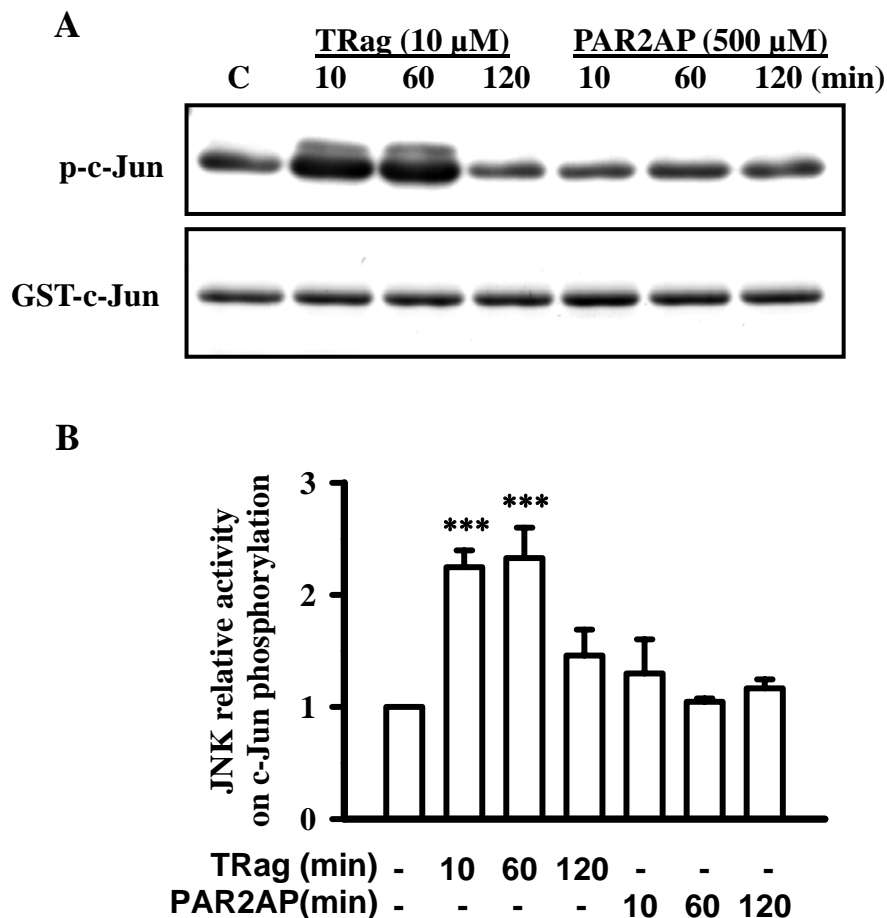 A
TRag (10 µM) PAR2AP (500 µM)
C 10 60 120 10 60 120 (min)
p-c-Jun
GST-c-Jun
B
JNK relative activity
on c-Jun phosphorylation
3
2
1
0
*** ***
TRag (min) - 10 60 120 - - -
PAR2AP(min) - - - - 10 60 120